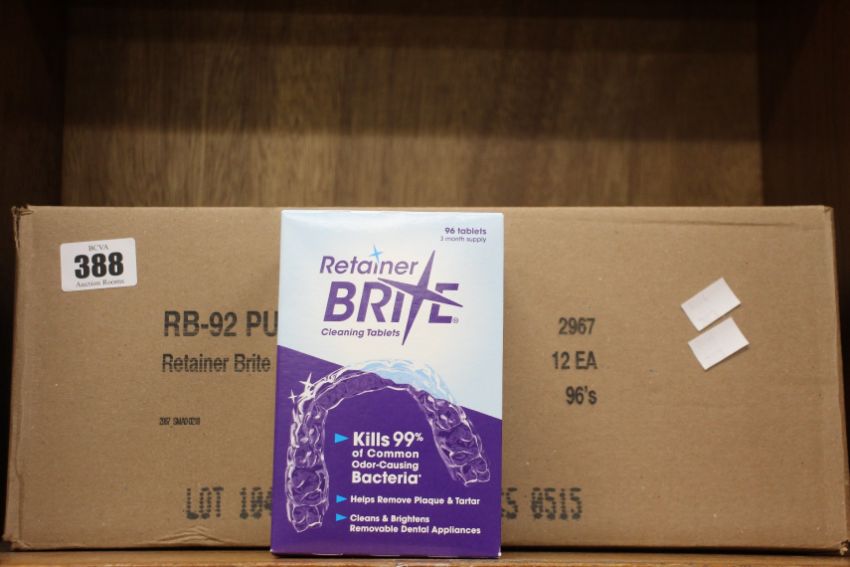 BCVA
388
Auction Rooms
RB-92 PU
Retainer Brite
LOT
2967
12 EA
96's
0515
96 tablets
3 month supply
Retainer
BRITE®
Cleaning Tablets
Kills 99%
of Common
Odor-Causing
Bacteria*
Helps Remove Plaque & Tartar
Cleans & Brightens
Removable Dental Appliances